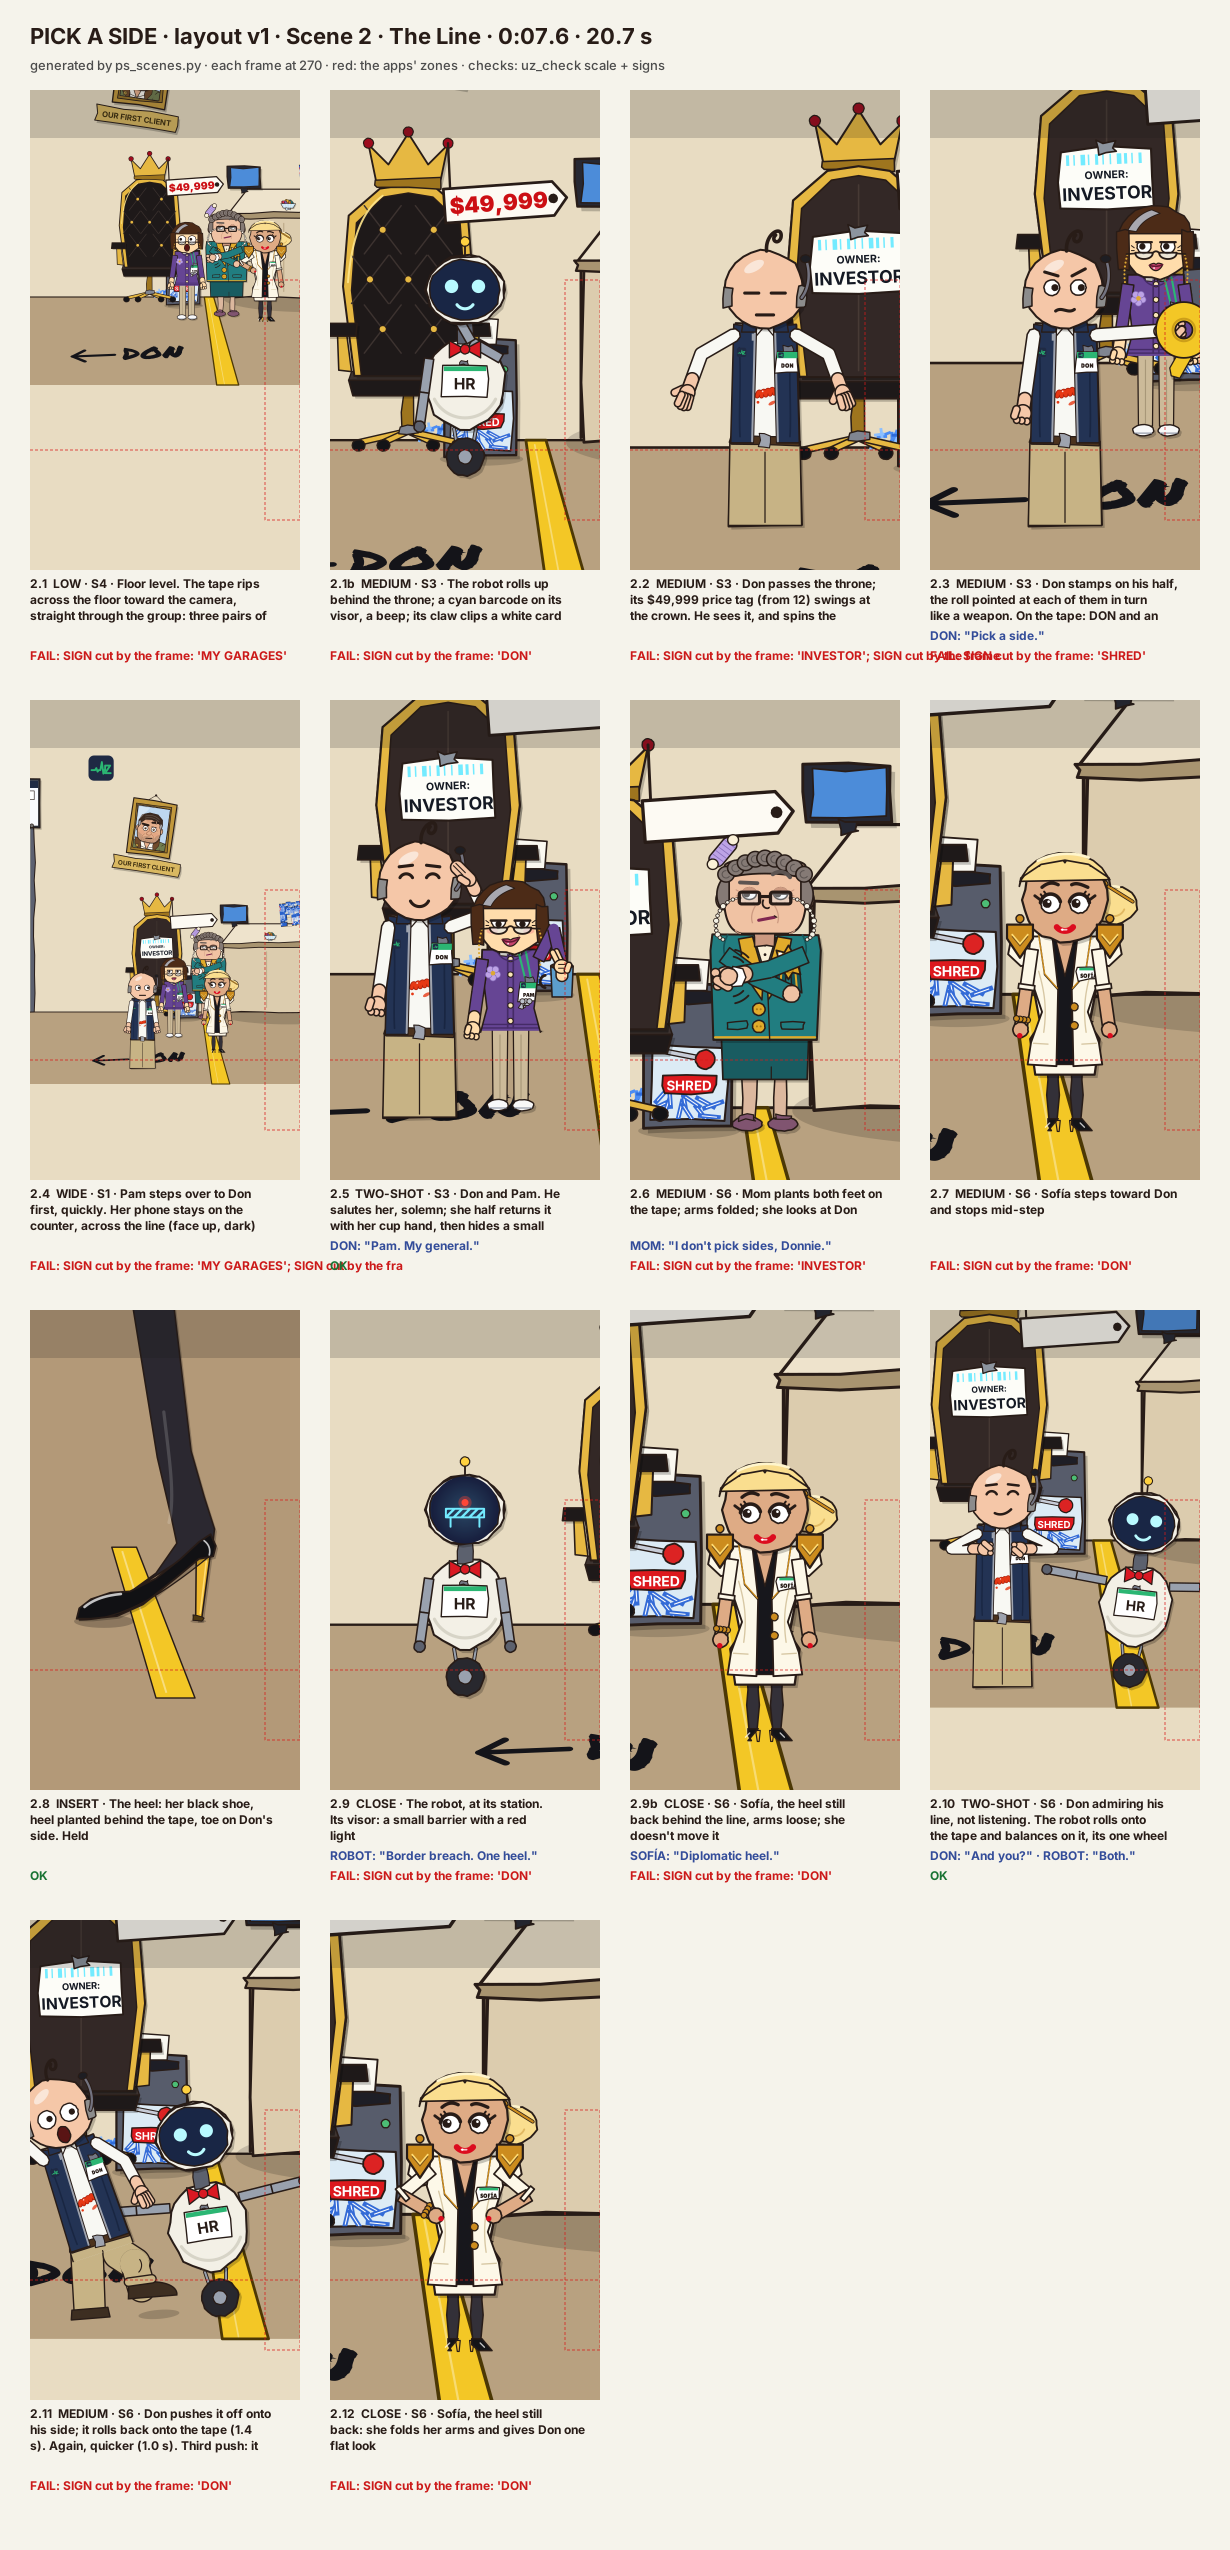 PICK A SIDE · layout v1 · Scene 2 · The Line · 0:07.6 · 20.7 s
generated by ps_scenes.py · each frame at 270 · red: the apps' zones · checks: uz_check scale + signs
OUR FIRST CLIENT
$49,999
DON
$49,999
HR
DON
OWNER:
INVESTOR
DON
OWNER:
INVESTOR
DON
2.1 LOW · S4 · Floor level. The tape rips
across the floor toward the camera,
straight through the group: three pairs of
FAIL: SIGN cut by the frame: 'MY GARAGES'
2.1b MEDIUM · S3 · The robot rolls up
behind the throne; a cyan barcode on its
visor, a beep; its claw clips a white card
FAIL: SIGN cut by the frame: 'DON'
2.2 MEDIUM · S3 · Don passes the throne;
its $49,999 price tag (from 12) swings at
the crown. He sees it, and spins the
FAIL: SIGN cut by the frame: 'INVESTOR'; SIGN cut by the frame
2.3 MEDIUM · S3 · Don stamps on his half,
the roll pointed at each of them in turn
like a weapon. On the tape: DON and an
DON: "Pick a side."
FAIL: SIGN cut by the frame: 'SHRED'
OUR FIRST CLIENT
OWNER:
INVESTOR
OWNER:
INVESTOR
DON
PAM
SHRED
SHRED
SOFÍA
2.4 WIDE · S1 · Pam steps over to Don
first, quickly. Her phone stays on the
counter, across the line (face up, dark)
FAIL: SIGN cut by the frame: 'MY GARAGES'; SIGN cut by the fra
2.5 TWO-SHOT · S3 · Don and Pam. He
salutes her, solemn; she half returns it
with her cup hand, then hides a small
DON: "Pam. My general."
OK
2.6 MEDIUM · S6 · Mom plants both feet on
the tape; arms folded; she looks at Don
MOM: "I don't pick sides, Donnie."
FAIL: SIGN cut by the frame: 'INVESTOR'
2.7 MEDIUM · S6 · Sofía steps toward Don
and stops mid-step
FAIL: SIGN cut by the frame: 'DON'
HR
SHRED
SOFÍA
OWNER:
INVESTOR
SHRED
DON
HR
2.8 INSERT · The heel: her black shoe,
heel planted behind the tape, toe on Don's
side. Held
OK
2.9 CLOSE · The robot, at its station.
Its visor: a small barrier with a red
light
ROBOT: "Border breach. One heel."
FAIL: SIGN cut by the frame: 'DON'
2.9b CLOSE · S6 · Sofía, the heel still
back behind the line, arms loose; she
doesn't move it
SOFÍA: "Diplomatic heel."
FAIL: SIGN cut by the frame: 'DON'
2.10 TWO-SHOT · S6 · Don admiring his
line, not listening. The robot rolls onto
the tape and balances on it, its one wheel
DON: "And you?" · ROBOT: "Both."
OK
OWNER:
INVESTOR
SHR
DON
HR
SHRED
SOFÍA
2.11 MEDIUM · S6 · Don pushes it off onto
his side; it rolls back onto the tape (1.4
s). Again, quicker (1.0 s). Third push: it
FAIL: SIGN cut by the frame: 'DON'
2.12 CLOSE · S6 · Sofía, the heel still
back: she folds her arms and gives Don one
flat look
FAIL: SIGN cut by the frame: 'DON'